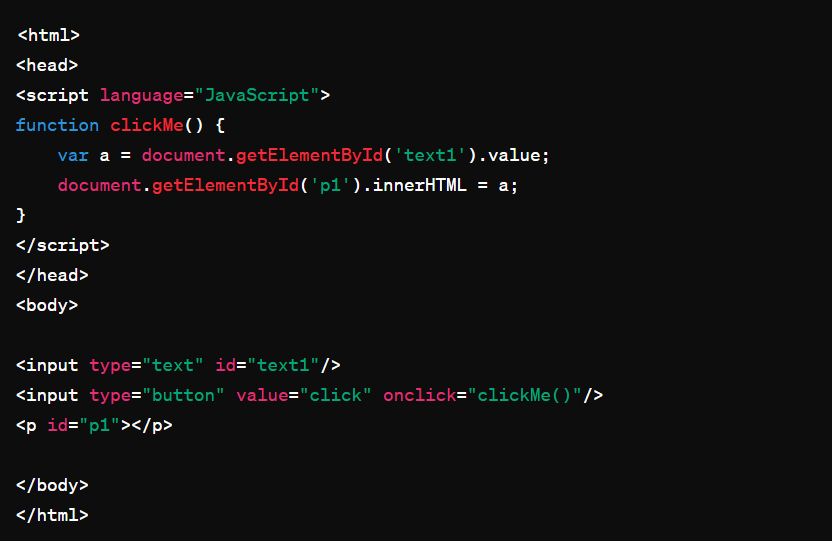 <html>
<head>
<script language="JavaScript">
function clickMe() {
    var a = document.getElementById('text1').value;
    document.getElementById('p1').innerHTML = a;
}
</script>
</head>
<body>
<input type="text" id="text1"/>
<input type="button" value="click" onclick="clickMe()"/>
<p id="p1"></p>
</body>
</html>